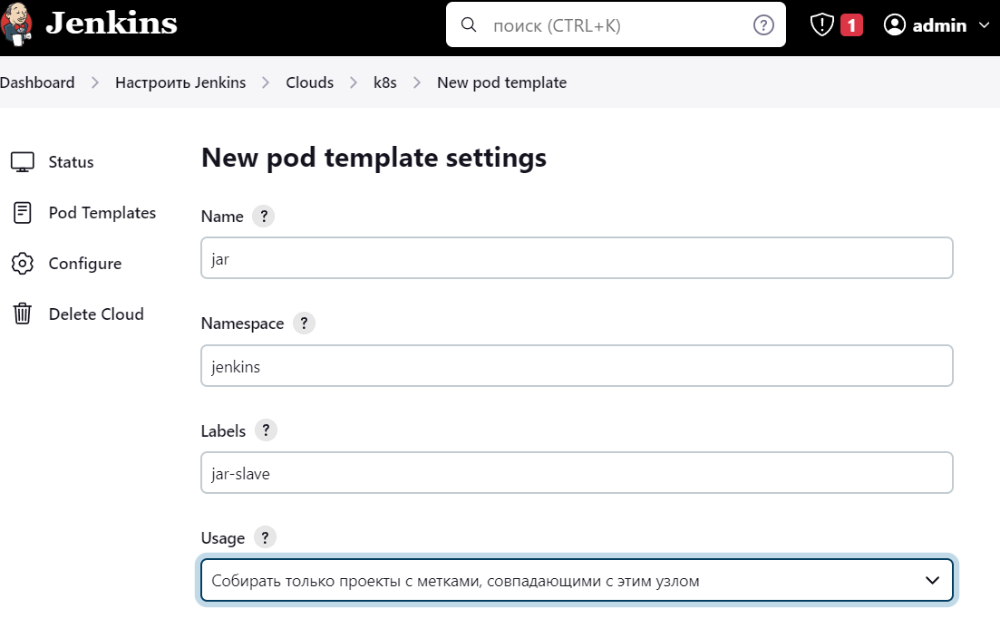 Jenkins
поиск (CTRL+K)
?
1
admin
Dashboard > Настроить Jenkins > Clouds > k8s > New pod template
Status
Pod Templates
Configure
Delete Cloud
New pod template settings
Name ?
jar
Namespace ?
jenkins
Labels ?
jar-slave
Usage ?
Собирать только проекты с метками, совпадающими с этим узлом